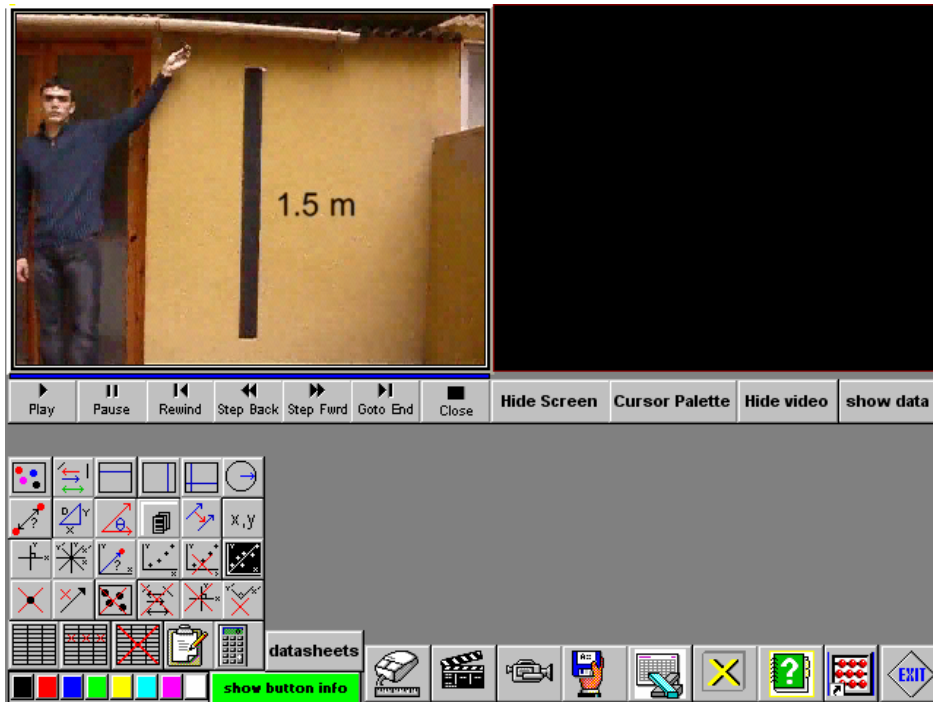 1.5 m
Play
Pause
Rewind
Step Back
Step Fwrd
Goto End
Close
Hide Screen
Cursor Palette
Hide video
show data
?
D
Y
X
θ
x,y
datasheets
show button info
?
EXIT